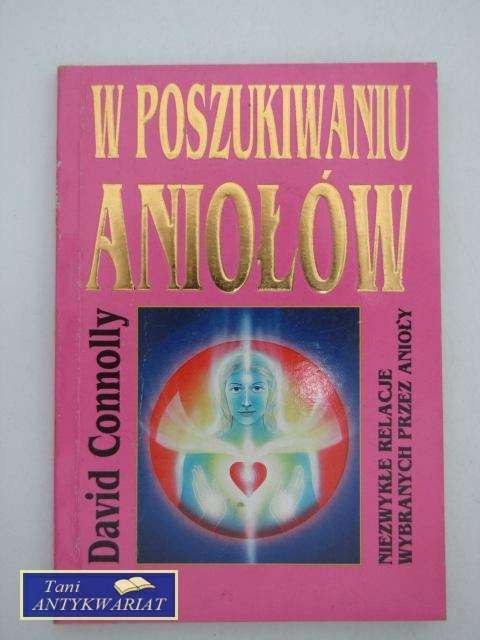 W POSZUKIWANIU
ANIOŁÓW
David Connolly
NIEZWYKŁE RELACJE
WYBRANYCH PRZEZ ANIOŁY
Tani
ANTYKWARIAT